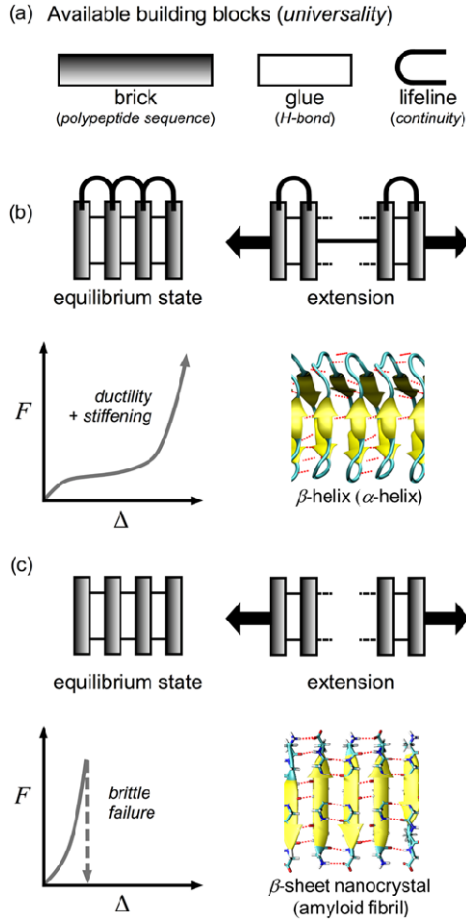 (a) Available building blocks (universality)
brick glue lifeline
(polypeptide sequence) (H-bond) (continuity)
(b)
equilibrium state extension
F
ductility
+ stiffening
Δ
β-helix (α-helix)
(c)
equilibrium state extension
F
brittle
failure
Δ
β-sheet nanocrystal
(amyloid fibril)